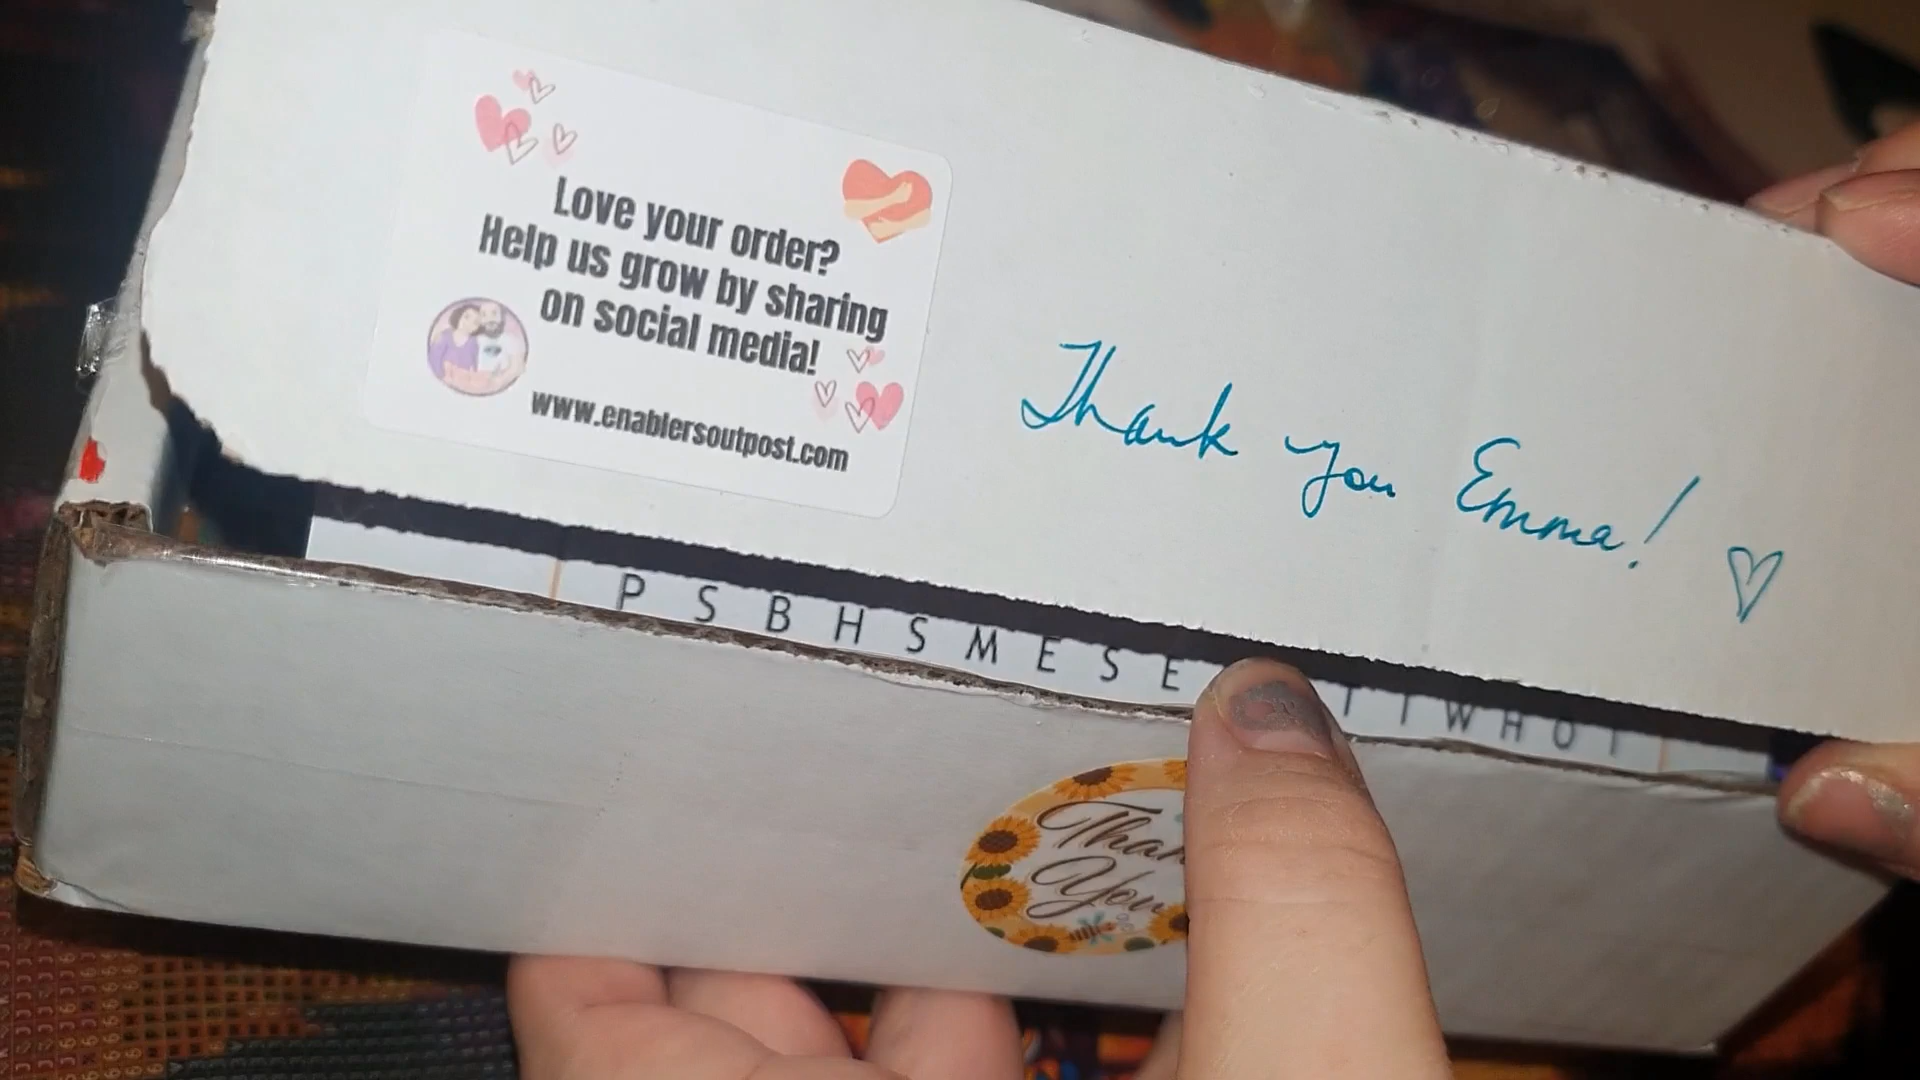 Love your order?
Help us grow by sharing
on social media!
www.enablersoutpost.com
Thank you Emma!
P S B H S M E S E
T I W H O I
Thank
You